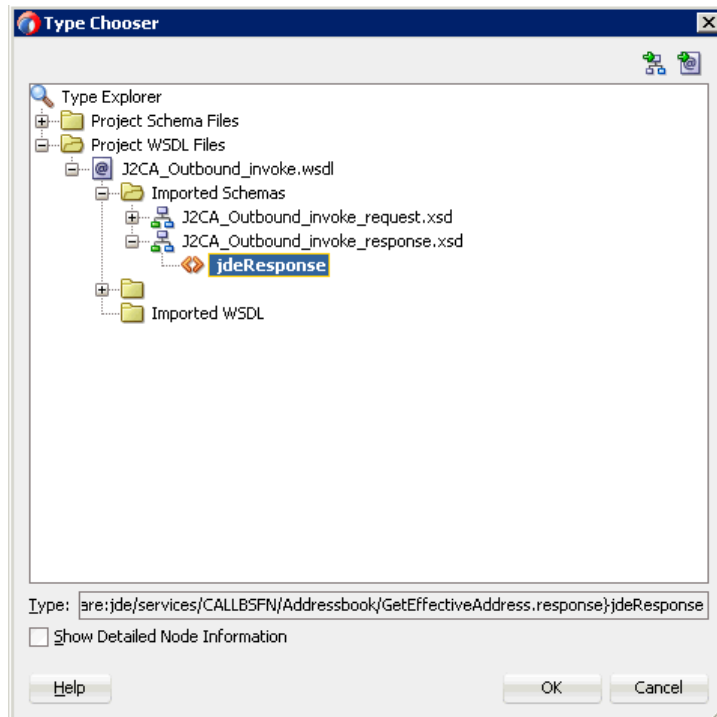 Type Chooser
Type Explorer
Project Schema Files
Project WSDL Files
J2CA_Outbound_invoke.wsdl
Imported Schemas
J2CA_Outbound_invoke_request.xsd
J2CA_Outbound_invoke_response.xsd
jdeResponse
Imported WSDL
Type: are:jde/services/CALLBSFN/Addressbook/GetEffectiveAddress.response}jdeResponse
Show Detailed Node Information
Help OK Cancel